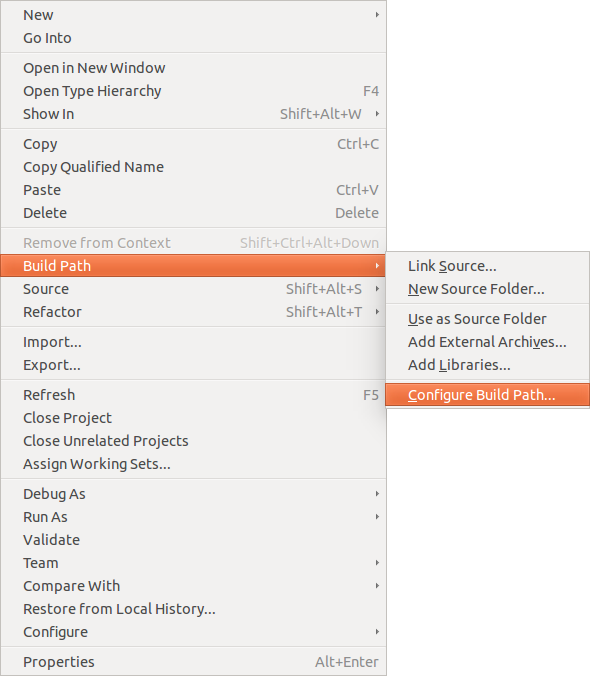 New
Go Into
Open in New Window
Open Type Hierarchy F4
Show In Shift+Alt+W
Copy Ctrl+C
Copy Qualified Name
Paste Ctrl+V
Delete Delete
Remove from Context Shift+Ctrl+Alt+Down
Build Path
Source Shift+Alt+S
Refactor Shift+Alt+T
Import...
Export...
Refresh F5
Close Project
Close Unrelated Projects
Assign Working Sets...
Debug As
Run As
Validate
Team
Compare With
Restore from Local History...
Configure
Properties Alt+Enter
Link Source...
New Source Folder...
Use as Source Folder
Add External Archives...
Add Libraries...
Configure Build Path...